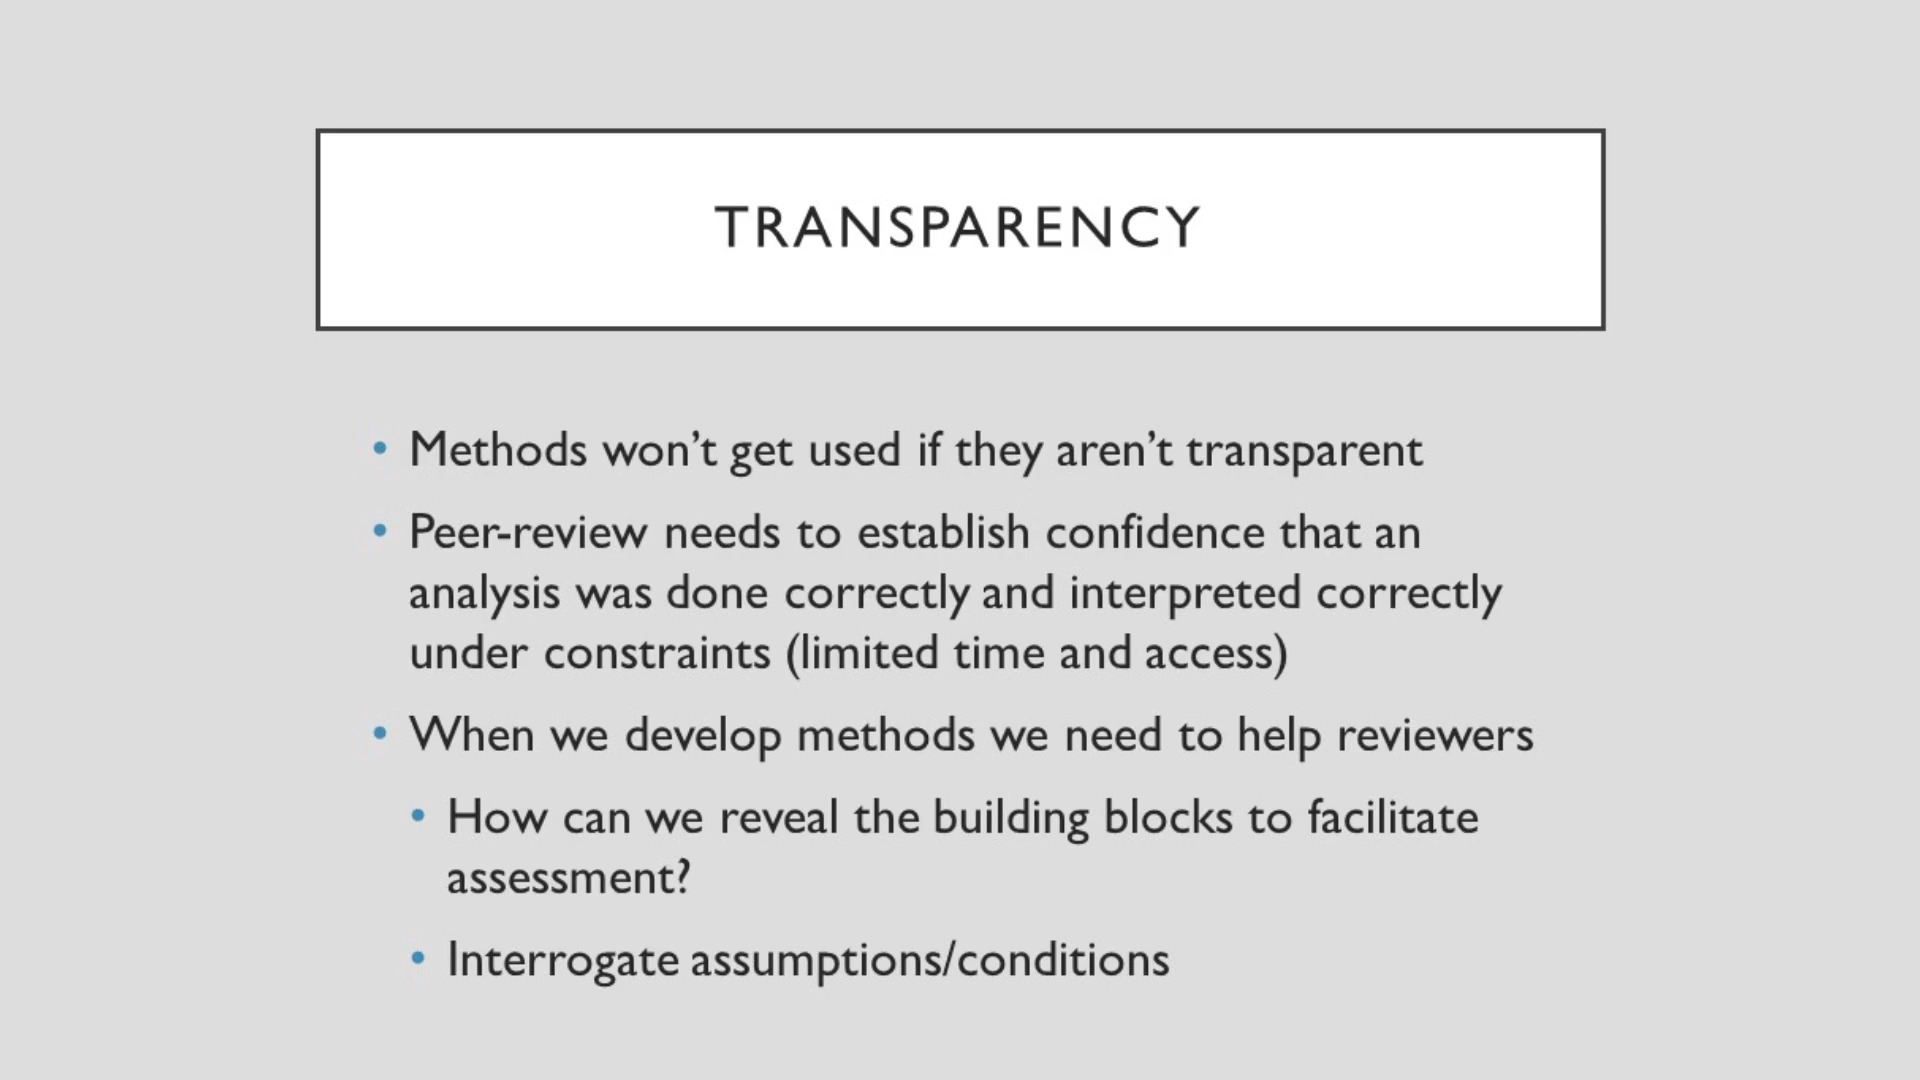 TRANSPARENCY
• Methods won’t get used if they aren’t transparent
• Peer-review needs to establish confidence that an
analysis was done correctly and interpreted correctly
under constraints (limited time and access)
• When we develop methods we need to help reviewers
• How can we reveal the building blocks to facilitate
assessment?
• Interrogate assumptions/conditions